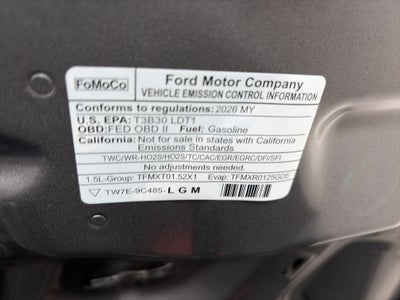 FoMoCo
Ford Motor Company
VEHICLE EMISSION CONTROL INFORMATION
Conforms to regulations: 2026 MY
U.S. EPA: T3B30 LDT1
OBD: FED OBD II Fuel: Gasoline
California: Not for sale in states with California
Emissions Standards
TWC/WR-HO2S/HO2S/TC/CAC/EGR/EGRC/DFI/SFI
No adjustments needed.
1.5L-Group: TFMXT01.52X1 Evap: TFMXR0125GDE
TW7E-9C485-LGM